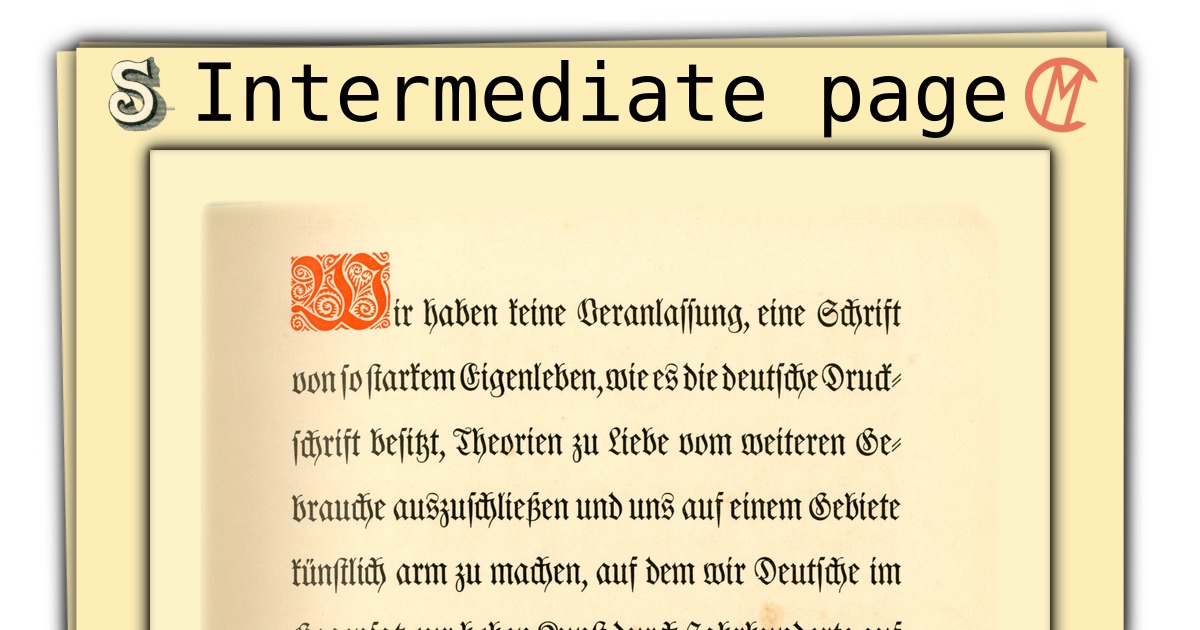 S Intermediate page
Wir haben keine Veranlaſſung, eine Schrift
von ſo ſtarkem Eigenleben, wie es die deutſche Druck⸗
ſchrift beſitzt, Theorien zu Liebe vom weiteren Ge⸗
brauche auszuſchließen und uns auf einem Gebiete
künſtlich arm zu machen, auf dem wir Deutſche im